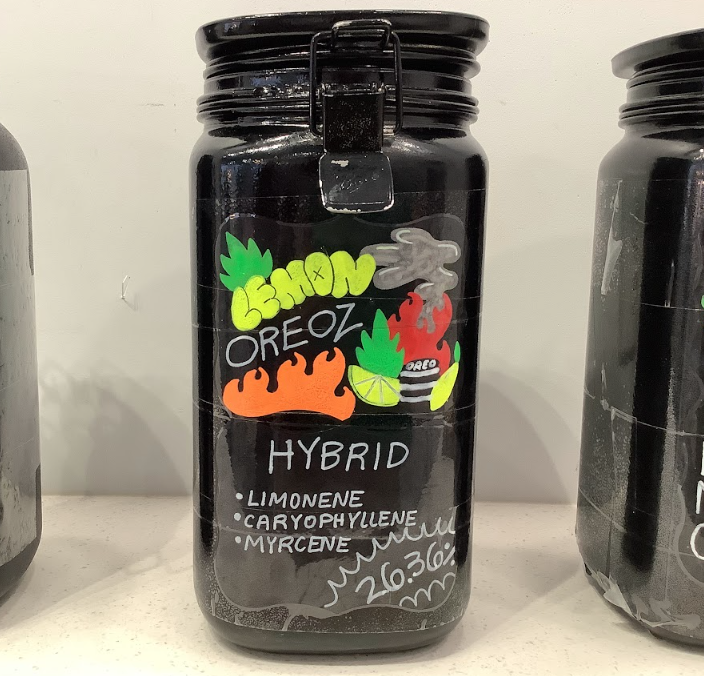 LEMON
OREOZ
OREO
HYBRID
• LIMONENE
• CARYOPHYLLENE
• MYRCENE
26.36%